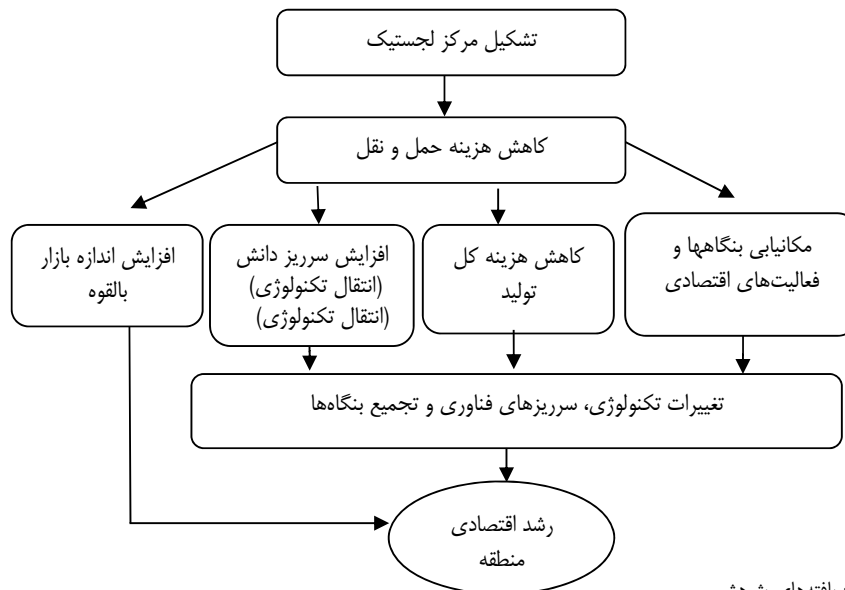 تشکیل مرکز لجستیک
کاهش هزینه حمل و نقل
مکانیابی بنگاهها و
فعالیت‌های اقتصادی
کاهش هزینه کل
تولید
افزایش سرریز دانش
(انتقال تکنولوژی)
(انتقال تکنولوژی)
افزایش اندازه بازار
بالقوه
تغییرات تکنولوژی، سرریزهای فناوری و تجمیع بنگاه‌ها
رشد اقتصادی
منطقه